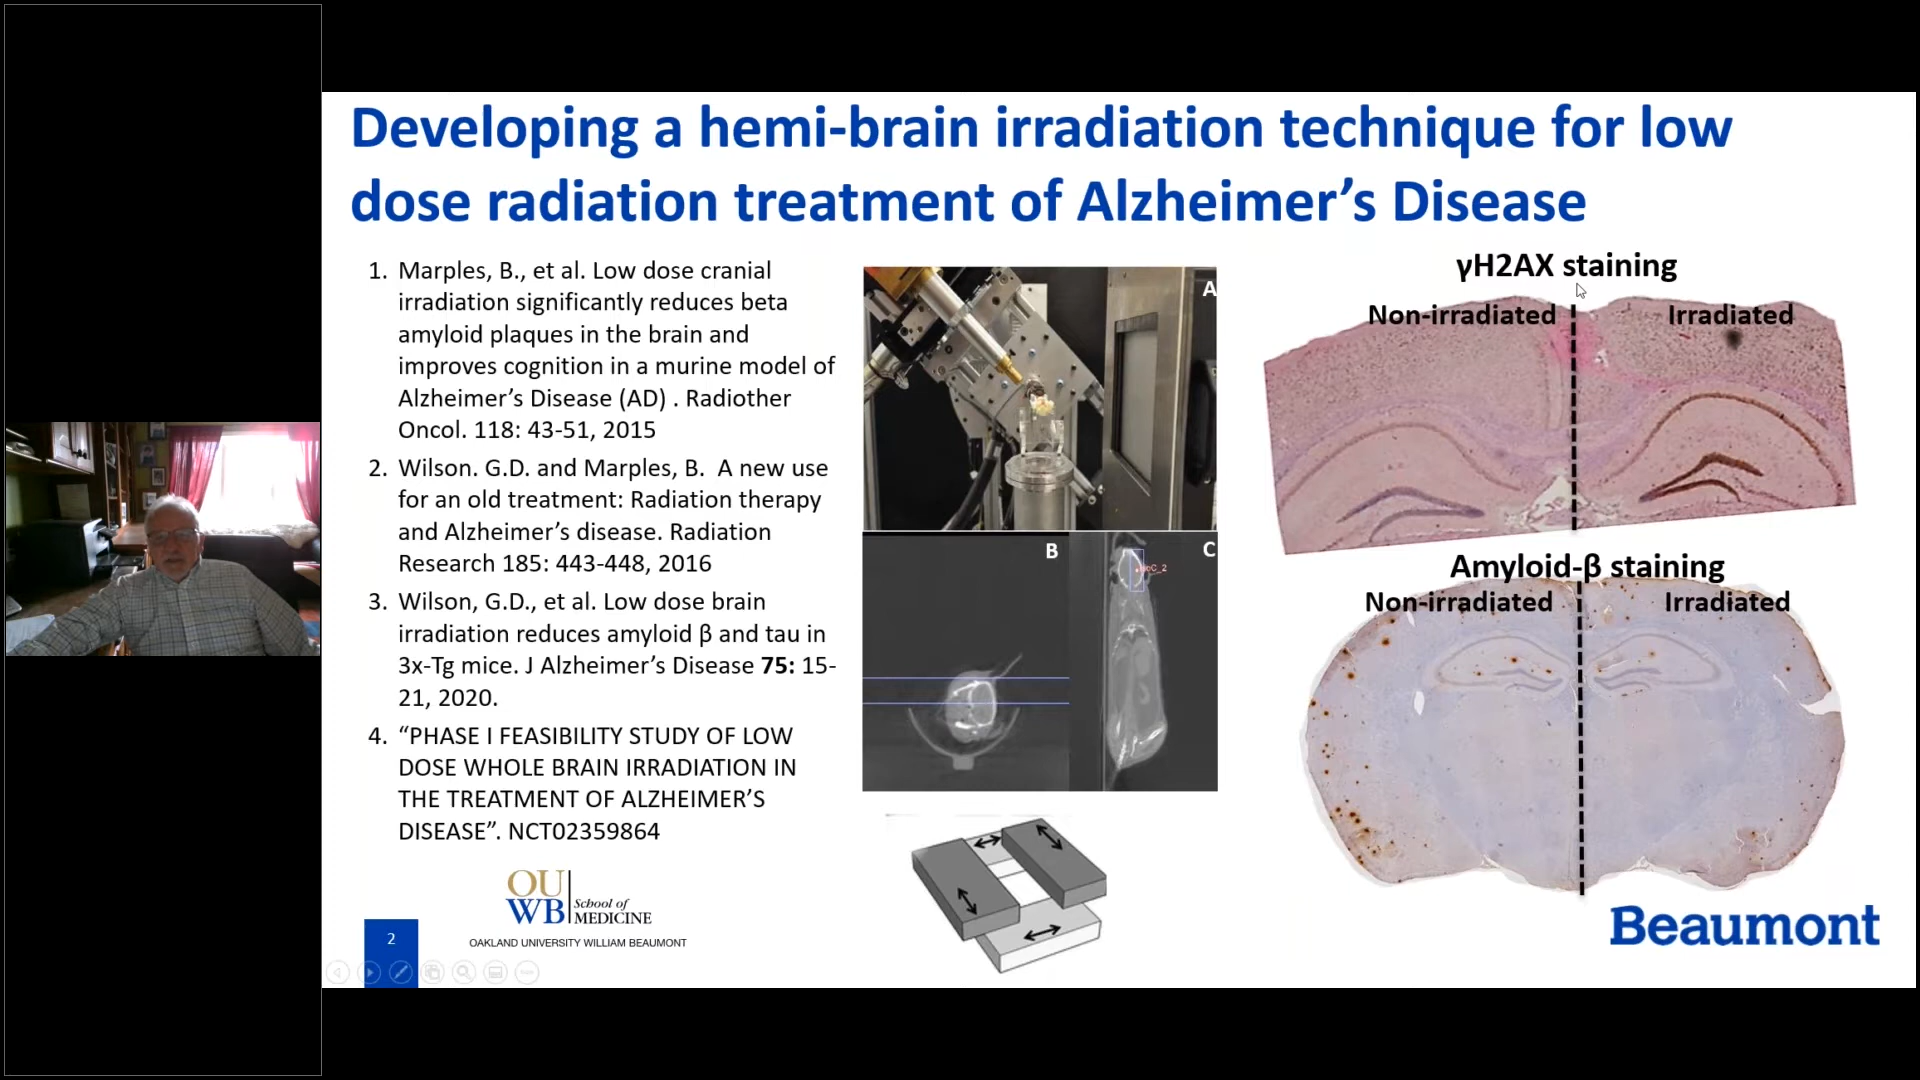 Developing a hemi-brain irradiation technique for low
dose radiation treatment of Alzheimer’s Disease
1. Marples, B., et al. Low dose cranial
irradiation significantly reduces beta
amyloid plaques in the brain and
improves cognition in a murine model of
Alzheimer’s Disease (AD) . Radiother
Oncol. 118: 43-51, 2015
2. Wilson. G.D. and Marples, B. A new use
for an old treatment: Radiation therapy
and Alzheimer’s disease. Radiation
Research 185: 443-448, 2016
3. Wilson, G.D., et al. Low dose brain
irradiation reduces amyloid β and tau in
3x-Tg mice. J Alzheimer’s Disease 75: 15-
21, 2020.
4. “PHASE I FEASIBILITY STUDY OF LOW
DOSE WHOLE BRAIN IRRADIATION IN
THE TREATMENT OF ALZHEIMER’S
DISEASE”. NCT02359864
A
B
C
γH2AX staining
Non-irradiated
Irradiated
Amyloid-β staining
Non-irradiated
Irradiated
OU
WB
School of
MEDICINE
OAKLAND UNIVERSITY WILLIAM BEAUMONT
2
Beaumont